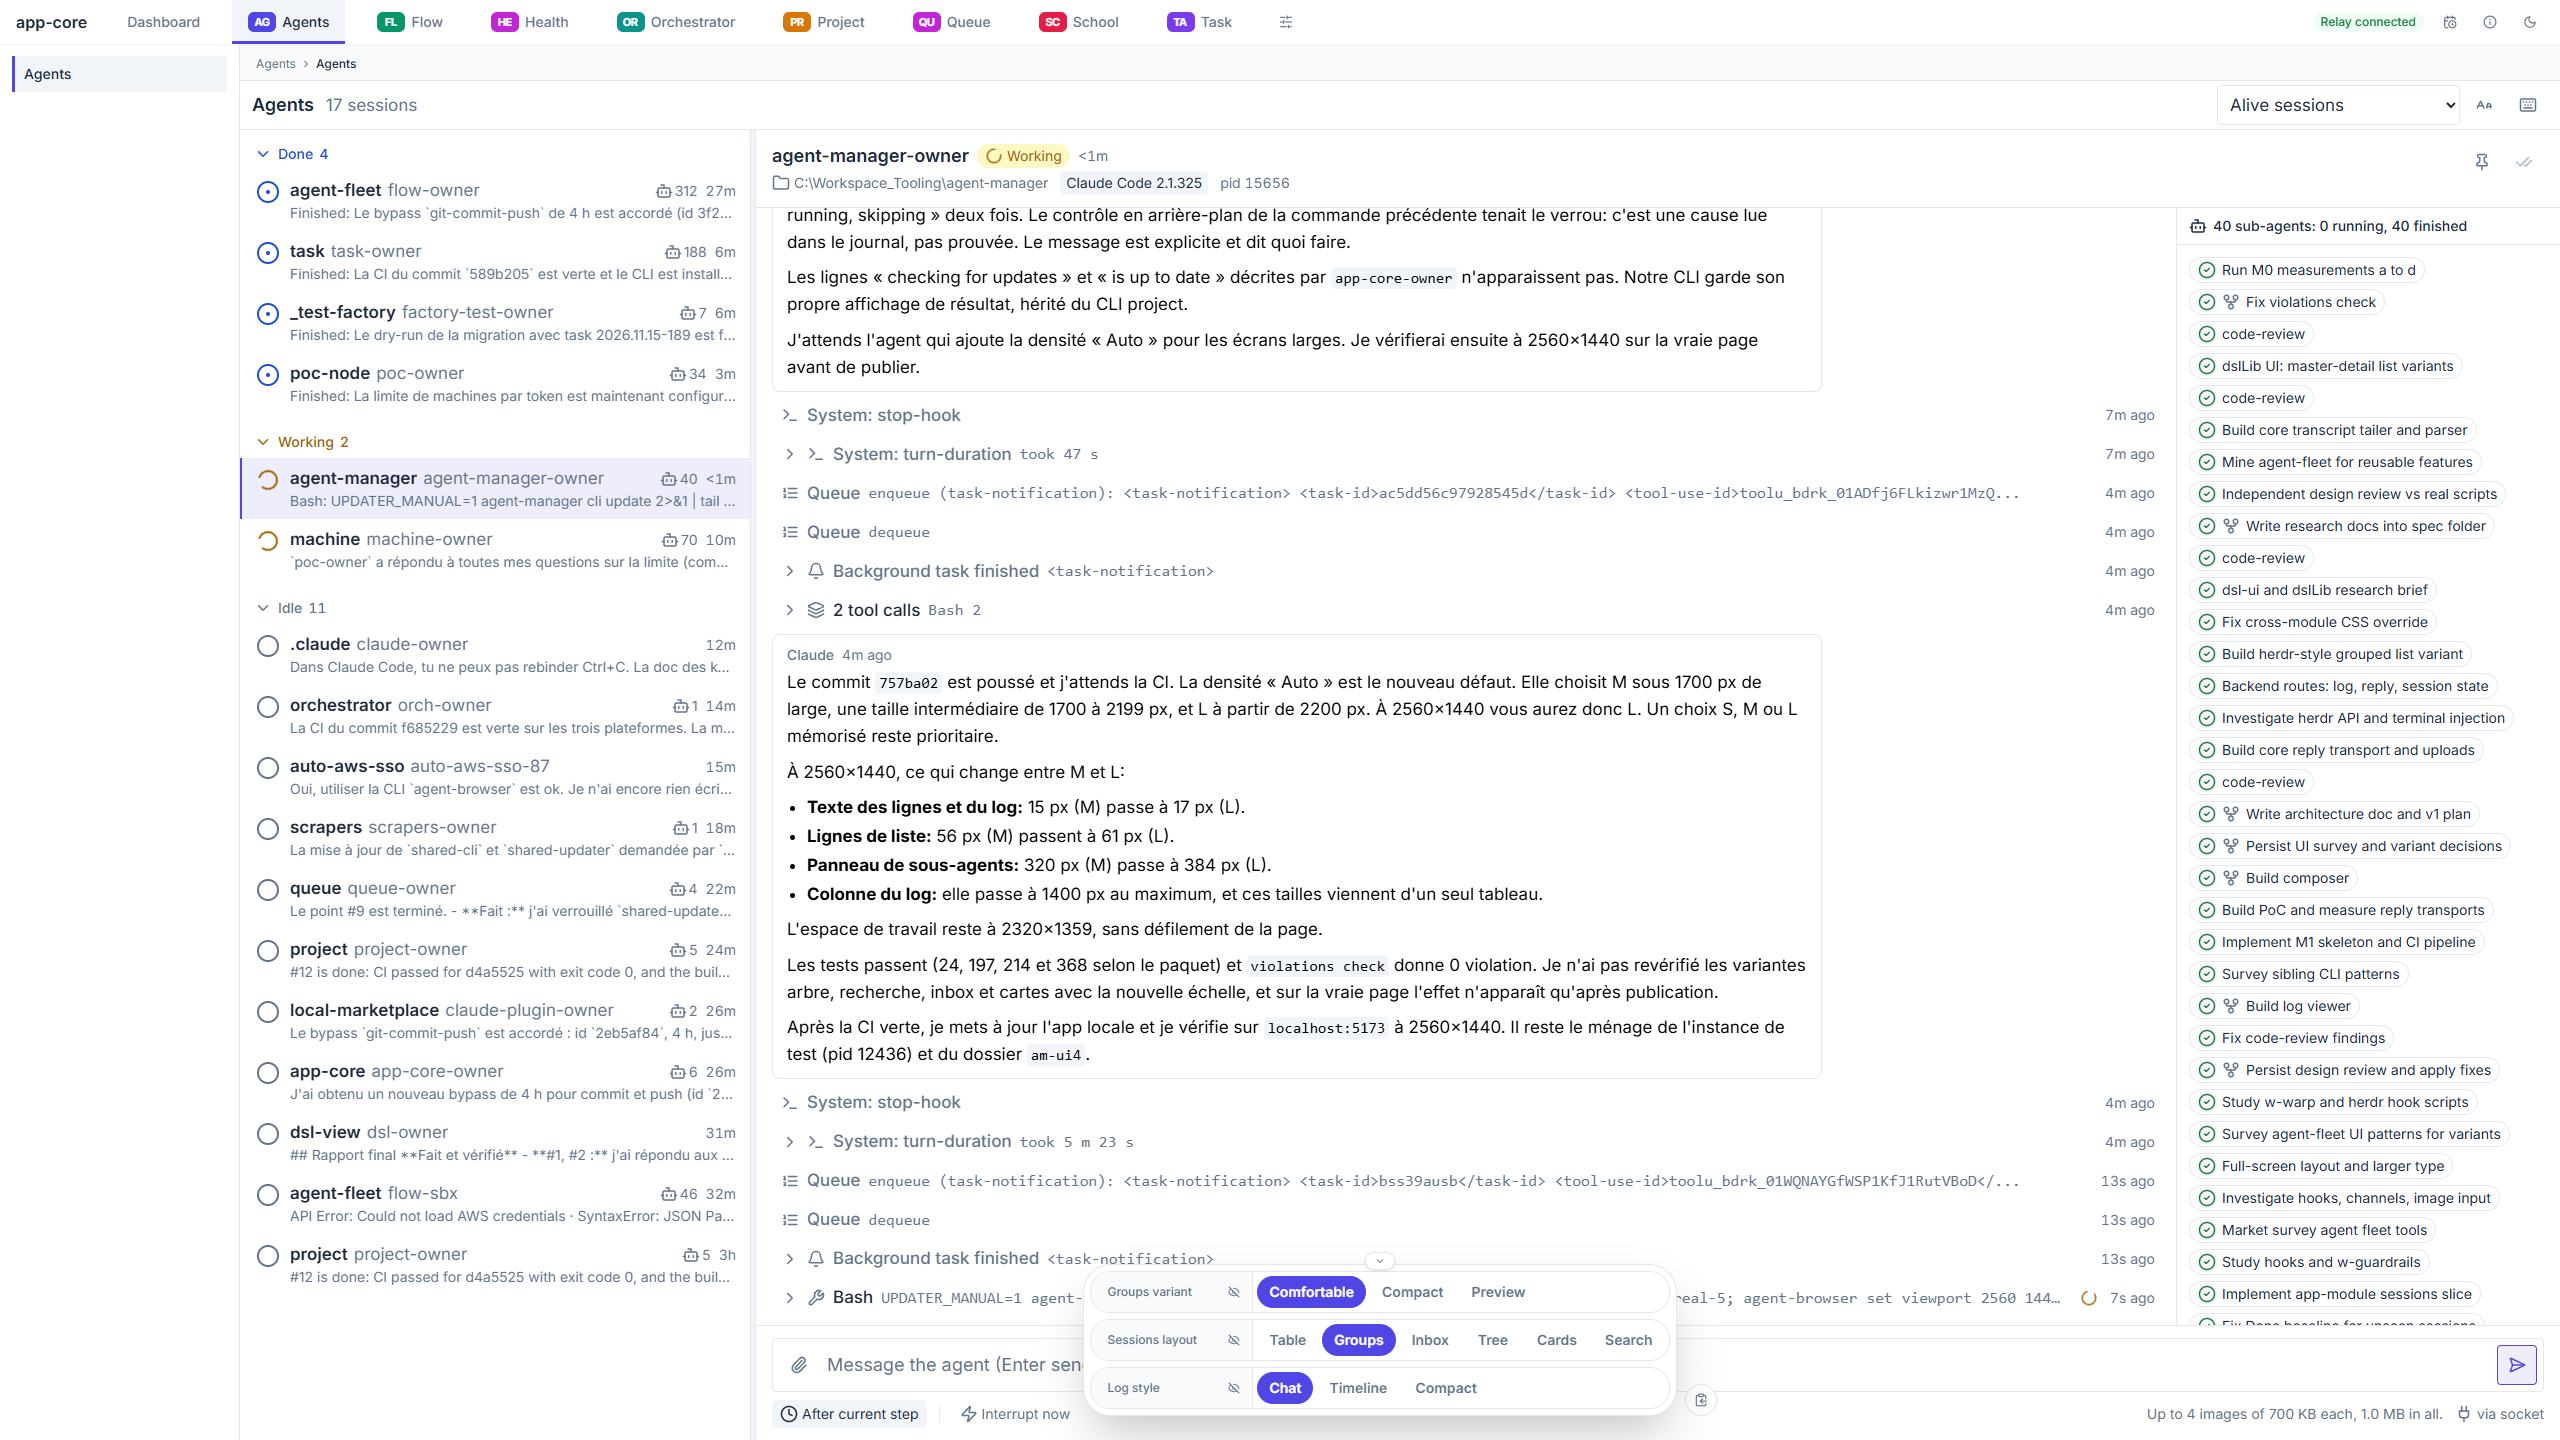 app-core
Dashboard
AG Agents
FL Flow
HE Health
OR Orchestrator
PR Project
QU Queue
SC School
TA Task
Relay connected
Agents
Agents > Agents
Agents 17 sessions
Alive sessions
Done 4
agent-fleet flow-owner 312 27m
Finished: Le bypass `git-commit-push` de 4 h est accordé (id 3f2...
task task-owner 188 6m
Finished: La CI du commit `589b205` est verte et le CLI est install...
_test-factory factory-test-owner 7 6m
Finished: Le dry-run de la migration avec task 2026.11.15-189 est f...
poc-node poc-owner 34 3m
Finished: La limite de machines par token est maintenant configur...
Working 2
agent-manager agent-manager-owner 40 <1m
Bash: UPDATER_MANUAL=1 agent-manager cli update 2>&1 | tail ...
machine machine-owner 70 10m
`poc-owner` a répondu à toutes mes questions sur la limite (com...
Idle 11
.claude claude-owner 12m
Dans Claude Code, tu ne peux pas rebinder Ctrl+C. La doc des k...
orchestrator orch-owner 1 14m
La CI du commit f685229 est verte sur les trois plateformes. La m...
auto-aws-sso auto-aws-sso-87 15m
Oui, utiliser la CLI `agent-browser` est ok. Je n'ai encore rien écri...
scrapers scrapers-owner 1 18m
La mise à jour de `shared-cli` et `shared-updater` demandée par `...
queue queue-owner 4 22m
Le point #9 est terminé. - **Fait :** j'ai verrouillé `shared-update...
project project-owner 5 24m
#12 is done: CI passed for d4a5525 with exit code 0, and the buil...
local-marketplace claude-plugin-owner 2 26m
Le bypass `git-commit-push` est accordé : id `2eb5af84`, 4 h, jus...
app-core app-core-owner 6 26m
J'ai obtenu un nouveau bypass de 4 h pour commit et push (id `2...
dsl-view dsl-owner 31m
## Rapport final **Fait et vérifié** - **#1, #2 :** j'ai répondu aux ...
agent-fleet flow-sbx 46 32m
API Error: Could not load AWS credentials · SyntaxError: JSON Pa...
project project-owner 5 3h
#12 is done: CI passed for d4a5525 with exit code 0, and the buil...
agent-manager-owner Working <1m
C:\Workspace_Tooling\agent-manager Claude Code 2.1.325 pid 15656
running, skipping » deux fois. Le contrôle en arrière-plan de la commande précédente tenait le verrou: c'est une cause lue
dans le journal, pas prouvée. Le message est explicite et dit quoi faire.
Les lignes « checking for updates » et « is up to date » décrites par app-core-owner n'apparaissent pas. Notre CLI garde son
propre affichage de résultat, hérité du CLI project.
J'attends l'agent qui ajoute la densité « Auto » pour les écrans larges. Je vérifierai ensuite à 2560×1440 sur la vraie page
avant de publier.
System: stop-hook 7m ago
System: turn-duration took 47 s 7m ago
Queue enqueue (task-notification): <task-notification> <task-id>ac5dd56c97928545d</task-id> <tool-use-id>toolu_bdrk_01ADfj6FLkizwr1MzQ... 4m ago
Queue dequeue 4m ago
Background task finished <task-notification> 4m ago
2 tool calls Bash 2 4m ago
Claude 4m ago
Le commit 757ba02 est poussé et j'attends la CI. La densité « Auto » est le nouveau défaut. Elle choisit M sous 1700 px de
large, une taille intermédiaire de 1700 à 2199 px, et L à partir de 2200 px. À 2560×1440 vous aurez donc L. Un choix S, M ou L
mémorisé reste prioritaire.
À 2560×1440, ce qui change entre M et L:
• Texte des lignes et du log: 15 px (M) passe à 17 px (L).
• Lignes de liste: 56 px (M) passent à 61 px (L).
• Panneau de sous-agents: 320 px (M) passe à 384 px (L).
• Colonne du log: elle passe à 1400 px au maximum, et ces tailles viennent d'un seul tableau.
L'espace de travail reste à 2320×1359, sans défilement de la page.
Les tests passent (24, 197, 214 et 368 selon le paquet) et violations check donne 0 violation. Je n'ai pas revérifié les variantes
arbre, recherche, inbox et cartes avec la nouvelle échelle, et sur la vraie page l'effet n'apparaît qu'après publication.
Après la CI verte, je mets à jour l'app locale et je vérifie sur localhost:5173 à 2560×1440. Il reste le ménage de l'instance de
test (pid 12436) et du dossier am-ui4.
System: stop-hook 4m ago
System: turn-duration took 5 m 23 s 4m ago
Queue enqueue (task-notification): <task-notification> <task-id>bss39ausb</task-id> <tool-use-id>toolu_bdrk_01WQNAYGfWSP1KfJ1RutVBoD</... 13s ago
Queue dequeue 13s ago
Background task finished <task-notification> 13s ago
Bash UPDATER_MANUAL=1 agent- real-5; agent-browser set viewport 2560 144... 7s ago
Groups variant Comfortable Compact Preview
Sessions layout Table Groups Inbox Tree Cards Search
Log style Chat Timeline Compact
Message the agent (Enter sen
After current step Interrupt now
Up to 4 images of 700 KB each, 1.0 MB in all. via socket
40 sub-agents: 0 running, 40 finished
Run M0 measurements a to d
Fix violations check
code-review
dslLib UI: master-detail list variants
code-review
Build core transcript tailer and parser
Mine agent-fleet for reusable features
Independent design review vs real scripts
Write research docs into spec folder
code-review
dsl-ui and dslLib research brief
Fix cross-module CSS override
Build herdr-style grouped list variant
Backend routes: log, reply, session state
Investigate herdr API and terminal injection
Build core reply transport and uploads
code-review
Write architecture doc and v1 plan
Persist UI survey and variant decisions
Build composer
Build PoC and measure reply transports
Implement M1 skeleton and CI pipeline
Survey sibling CLI patterns
Build log viewer
Fix code-review findings
Persist design review and apply fixes
Study w-warp and herdr hook scripts
Survey agent-fleet UI patterns for variants
Full-screen layout and larger type
Investigate hooks, channels, image input
Market survey agent fleet tools
Study hooks and w-guardrails
Implement app-module sessions slice
Fix Done baseline for unseen sessions